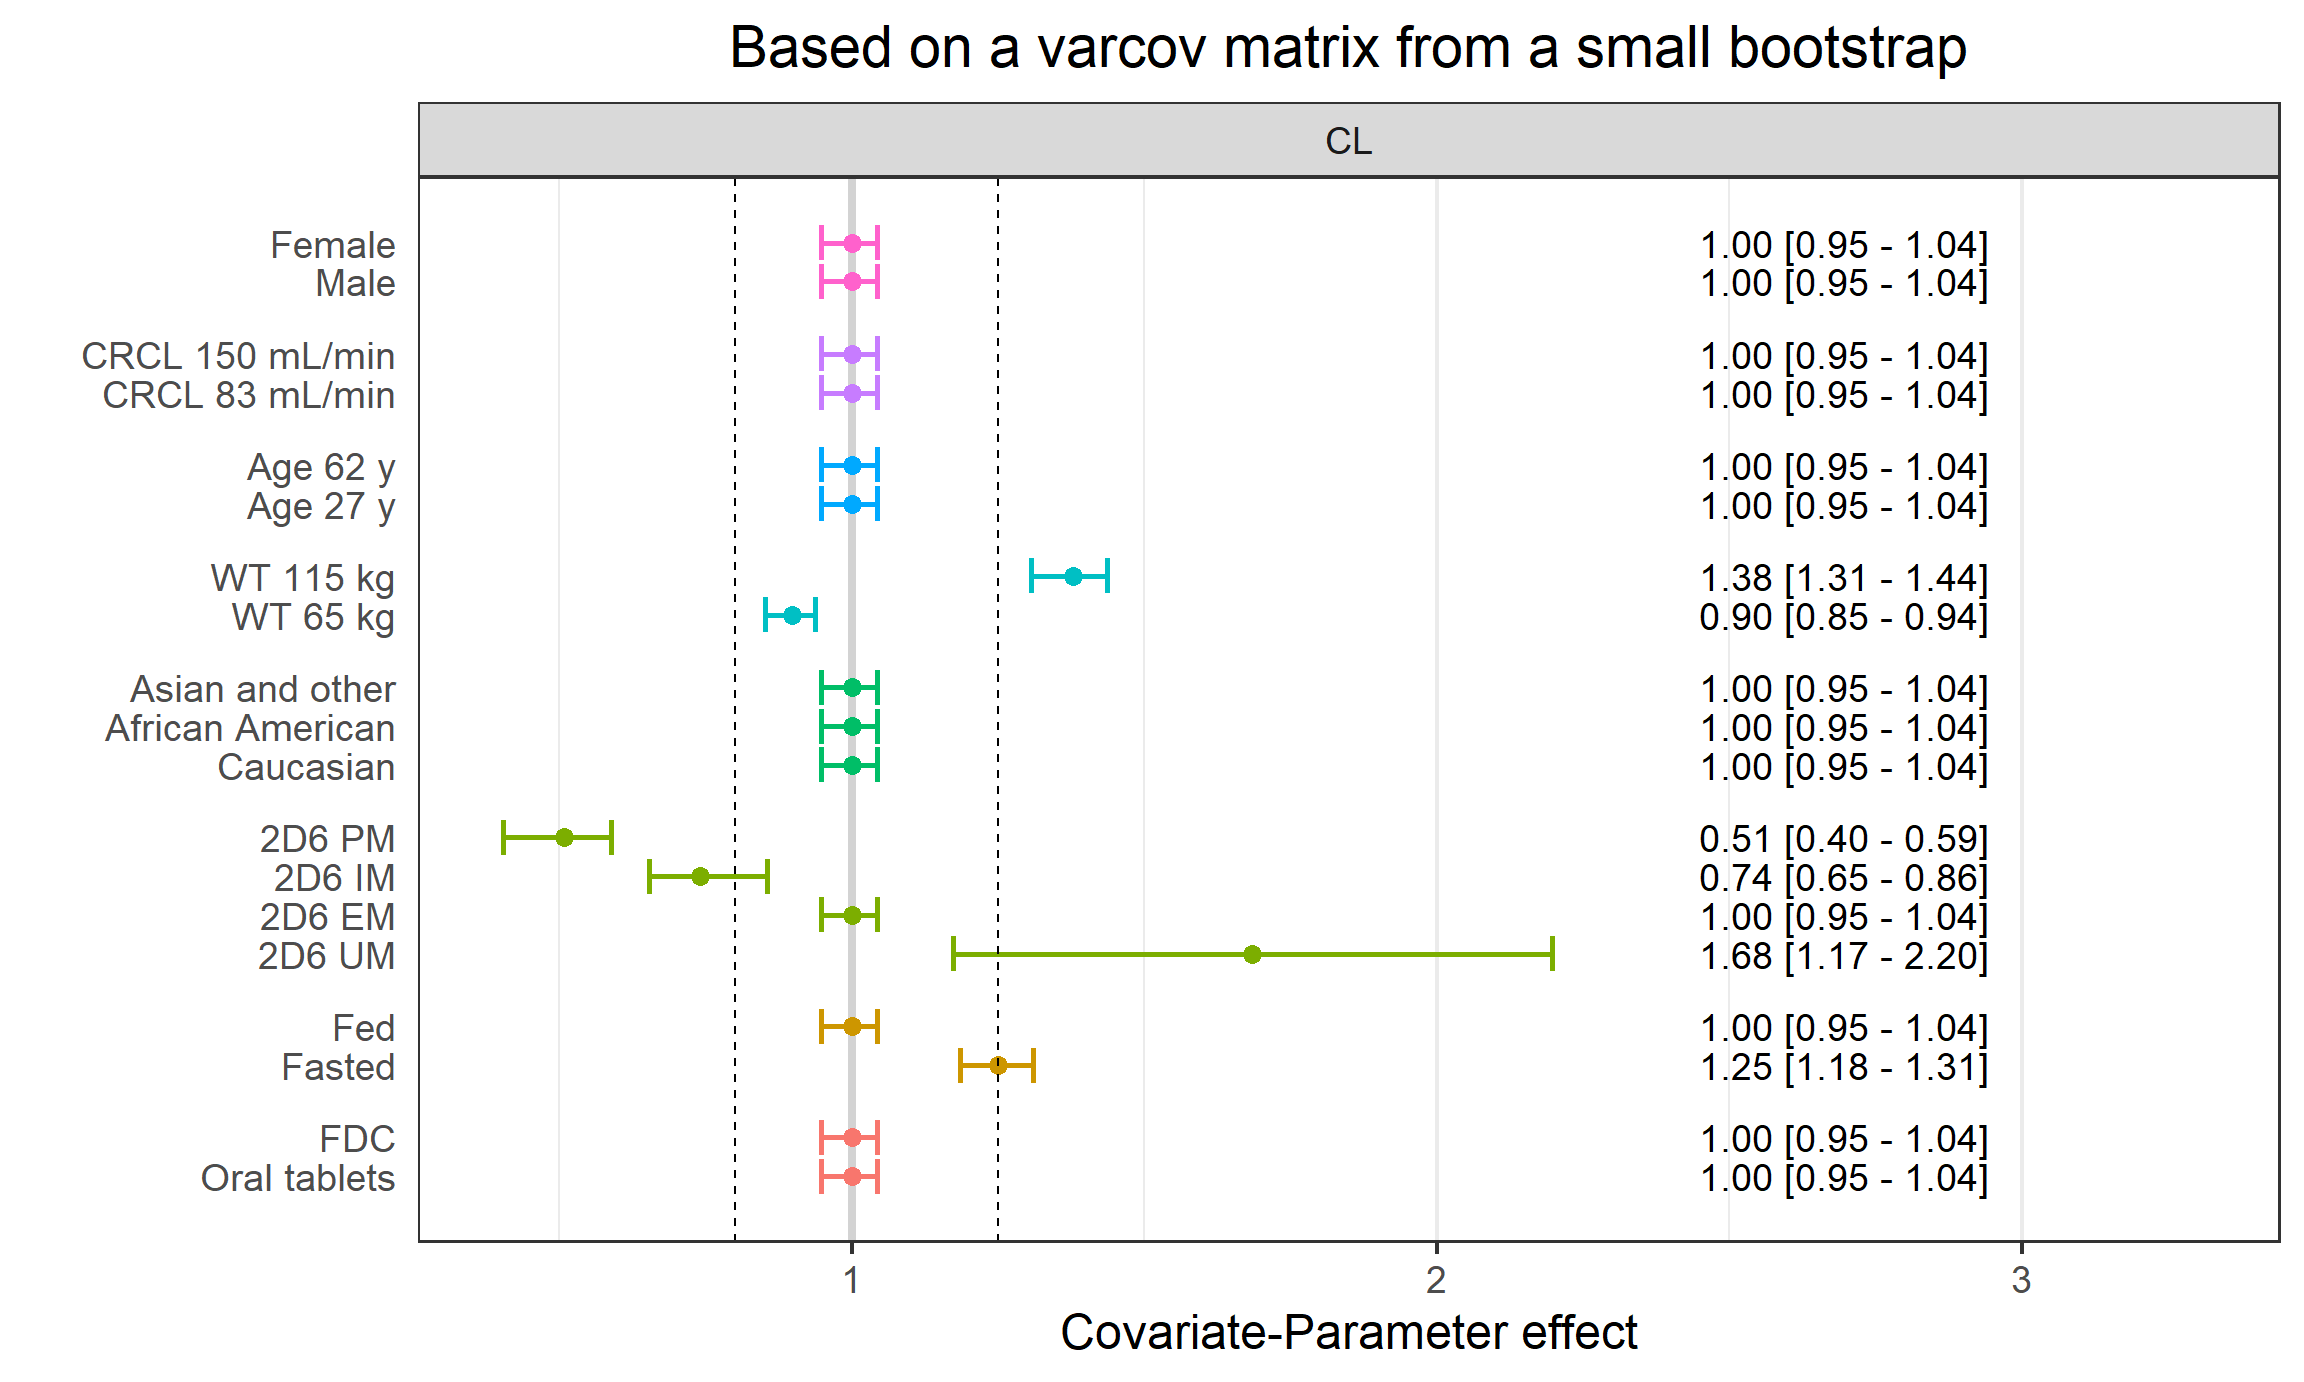 Based on a varcov matrix from a small bootstrap
CL
Female 1.00 [0.95 - 1.04]
Male 1.00 [0.95 - 1.04]
CRCL 150 mL/min 1.00 [0.95 - 1.04]
CRCL 83 mL/min 1.00 [0.95 - 1.04]
Age 62 y 1.00 [0.95 - 1.04]
Age 27 y 1.00 [0.95 - 1.04]
WT 115 kg 1.38 [1.31 - 1.44]
WT 65 kg 0.90 [0.85 - 0.94]
Asian and other 1.00 [0.95 - 1.04]
African American 1.00 [0.95 - 1.04]
Caucasian 1.00 [0.95 - 1.04]
2D6 PM 0.51 [0.40 - 0.59]
2D6 IM 0.74 [0.65 - 0.86]
2D6 EM 1.00 [0.95 - 1.04]
2D6 UM 1.68 [1.17 - 2.20]
Fed 1.00 [0.95 - 1.04]
Fasted 1.25 [1.18 - 1.31]
FDC 1.00 [0.95 - 1.04]
Oral tablets 1.00 [0.95 - 1.04]
1 2 3
Covariate-Parameter effect